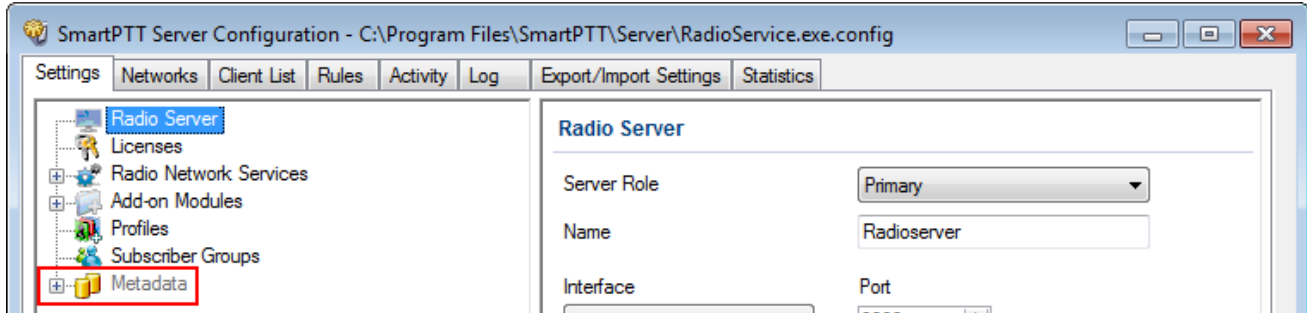 SmartPTT Server Configuration - C:\Program Files\SmartPTT\Server\RadioService.exe.config
Settings Networks Client List Rules Activity Log Export/Import Settings Statistics
Radio Server
Licenses
Radio Network Services
Add-on Modules
Profiles
Subscriber Groups
Metadata
Radio Server
Server Role Primary
Name Radioserver
Interface Port